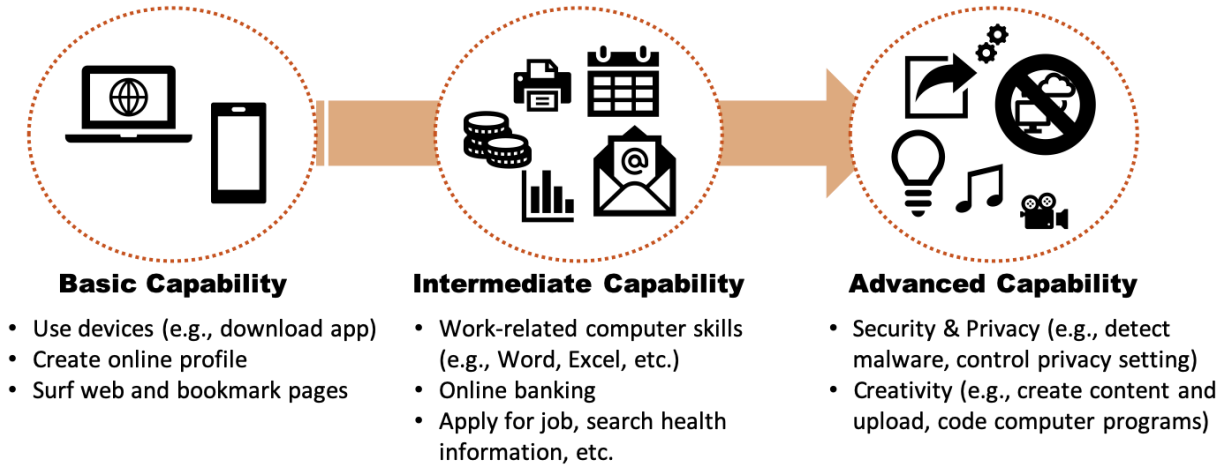 Basic Capability
• Use devices (e.g., download app)
• Create online profile
• Surf web and bookmark pages
@
Intermediate Capability
• Work-related computer skills
(e.g., Word, Excel, etc.)
• Online banking
• Apply for job, search health
information, etc.
Advanced Capability
• Security & Privacy (e.g., detect
malware, control privacy setting)
• Creativity (e.g., create content and
upload, code computer programs)